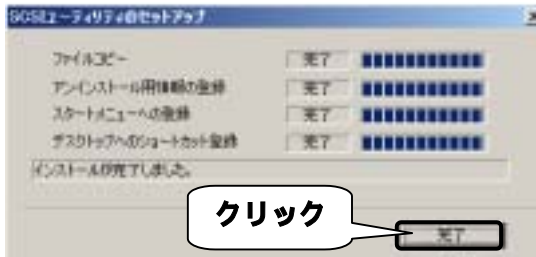 SCSIユーティリティのセットアップ
ファイルコピー 完了
アンインストール用情報の登録 完了
スタートメニューへの登録 完了
デスクトップへのショートカット登録 完了
インストールが完了しました。
クリック
完了